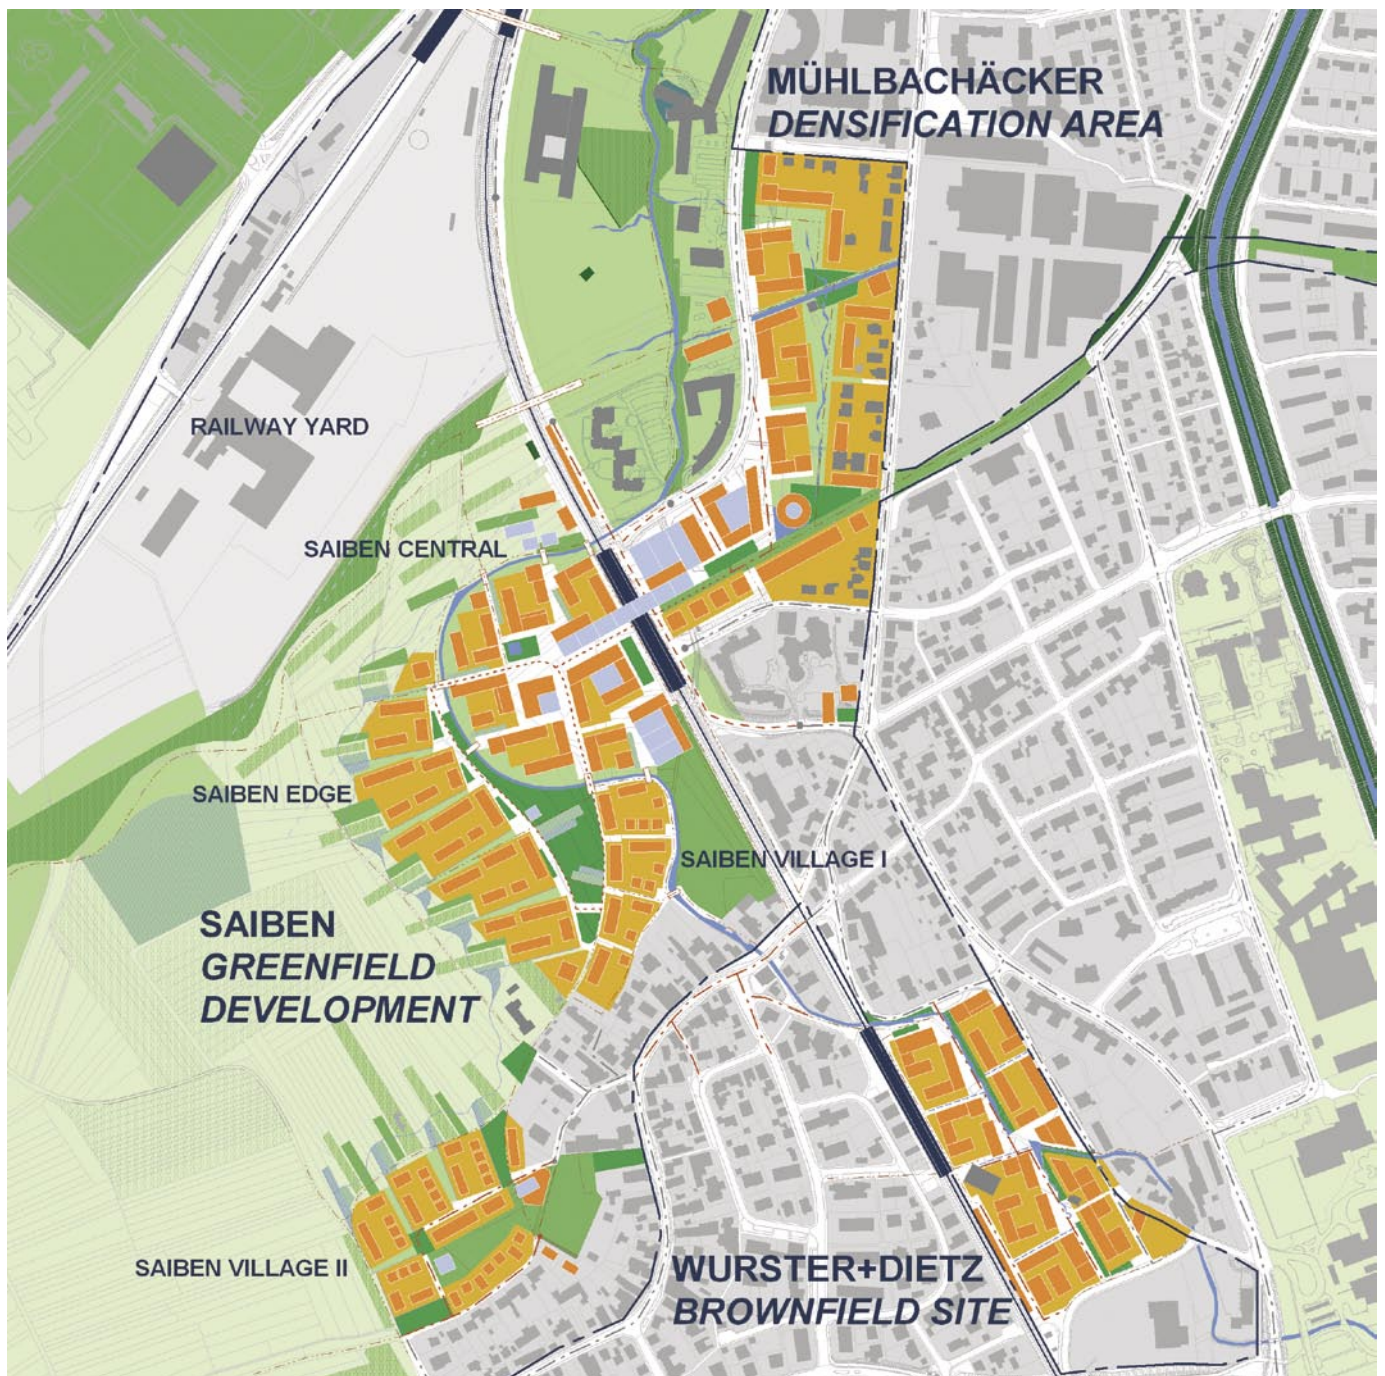 MÜHLBACHÄCKER
DENSIFICATION AREA
RAILWAY YARD
SAIBEN CENTRAL
SAIBEN EDGE
SAIBEN VILLAGE I
SAIBEN
GREENFIELD
DEVELOPMENT
SAIBEN VILLAGE II
WURSTER+DIETZ
BROWNFIELD SITE